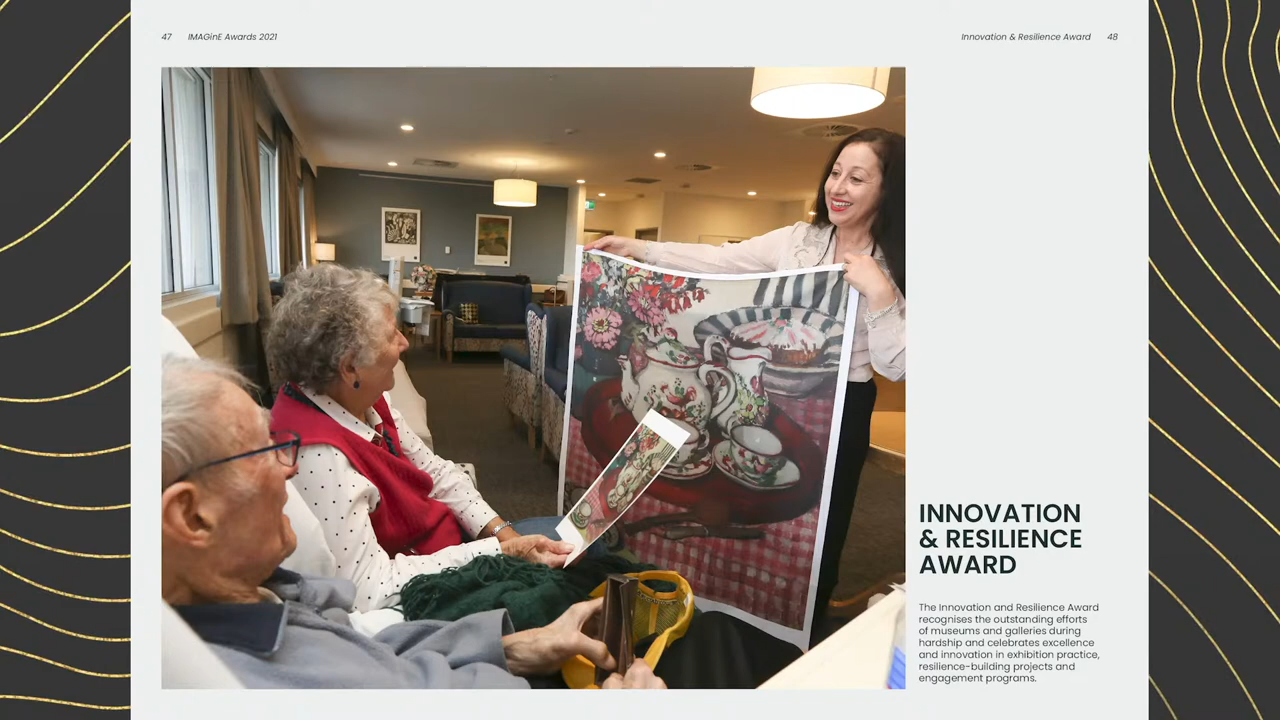 47 IMAGinE Awards 2021
Innovation & Resilience Award 48
INNOVATION
& RESILIENCE
AWARD
The Innovation and Resilience Award
recognises the outstanding efforts
of museums and galleries during
hardship and celebrates excellence
and innovation in exhibition practice,
resilience-building projects and
engagement programs.